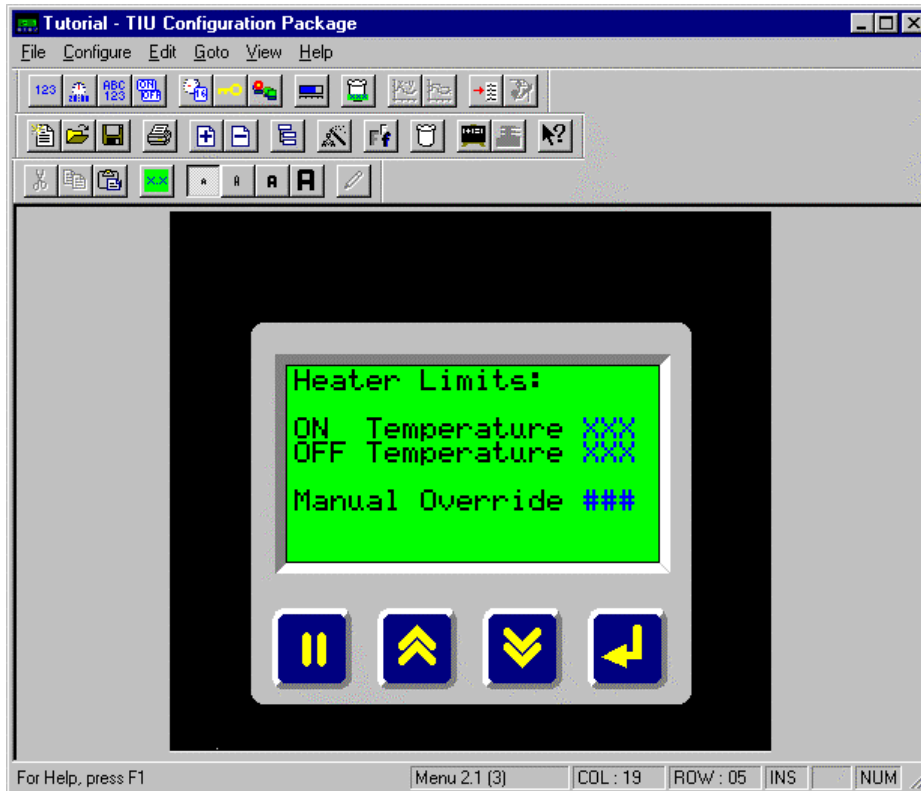 Tutorial - TIU Configuration Package
File Configure Edit Goto View Help
123 ABC 123 ON OFF
Ff
x.x A A A A
Heater Limits:
ON Temperature XXX
OFF Temperature XXX
Manual Override ###
For Help, press F1 Menu 2.1 (3) COL : 19 ROW : 05 INS NUM